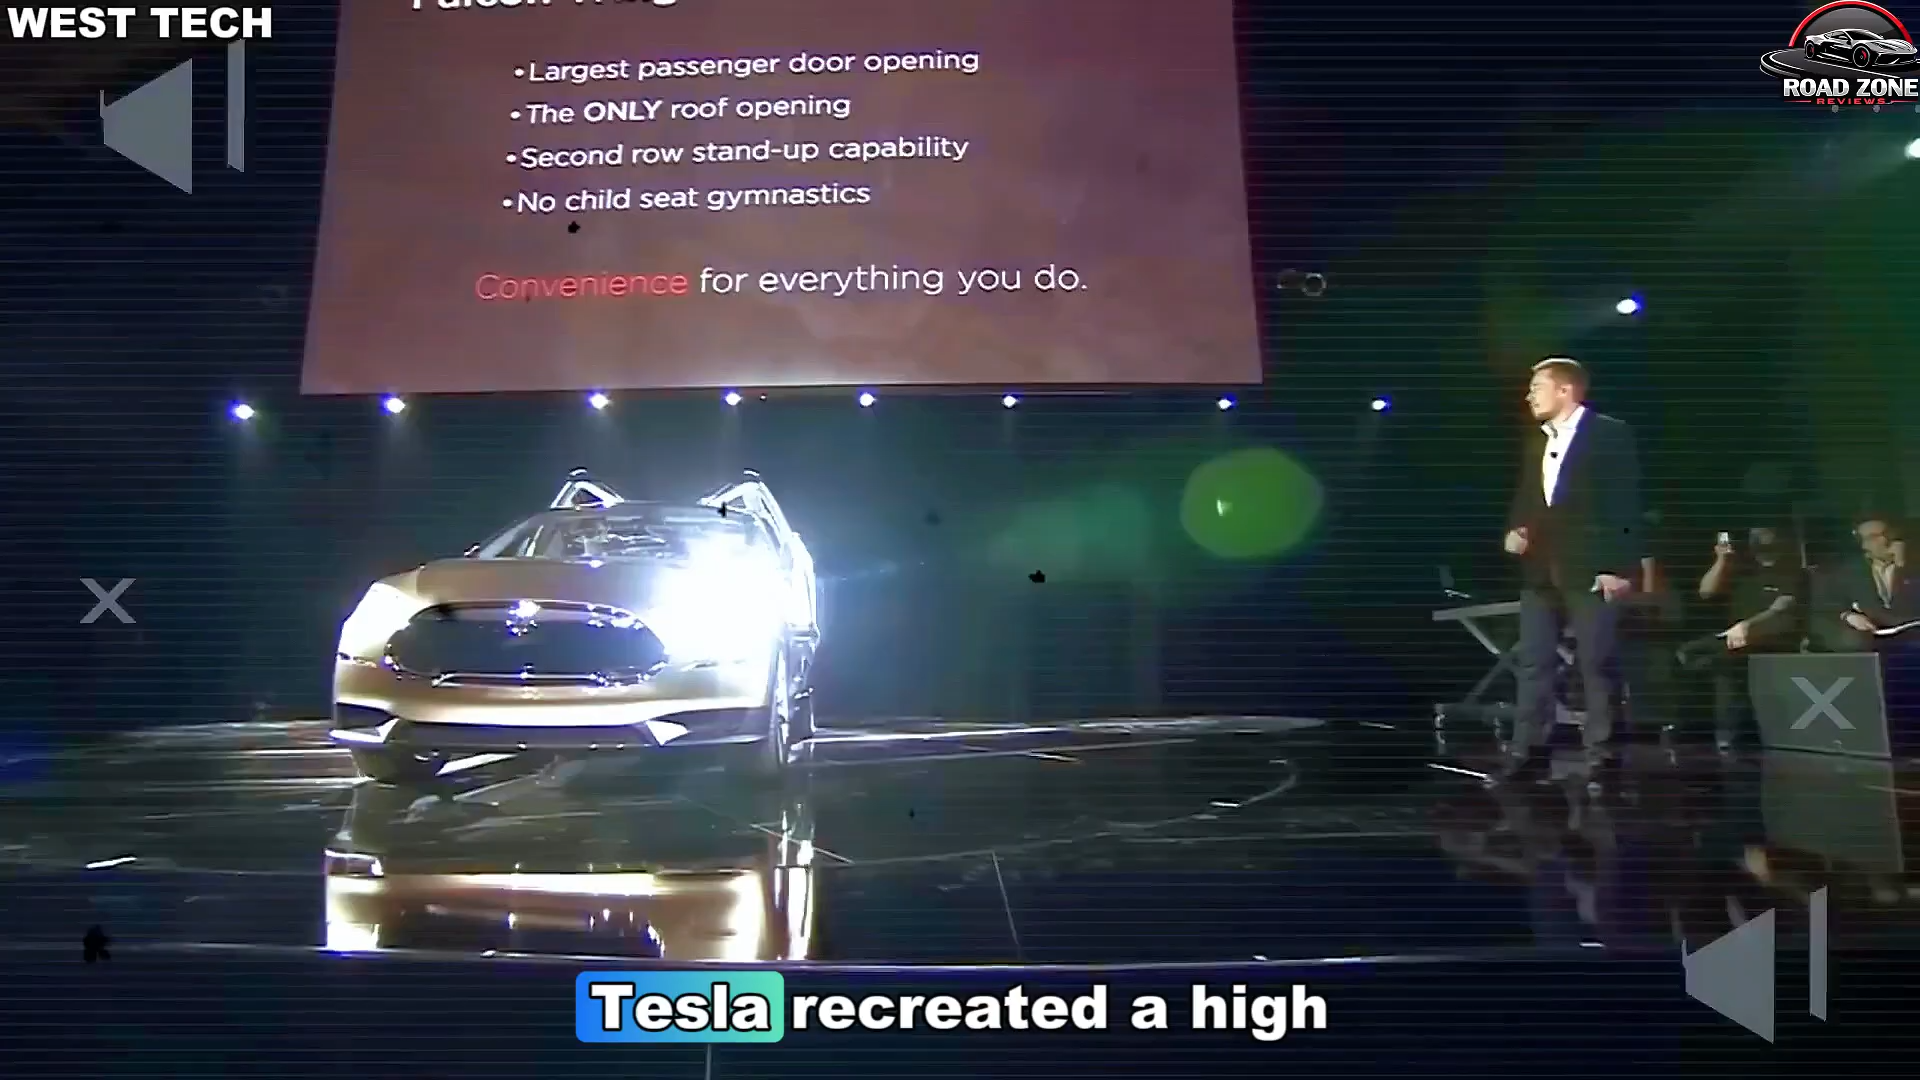 WEST TECH
ROAD ZONE
REVIEWS
•Largest passenger door opening
•The ONLY roof opening
•Second row stand-up capability
•No child seat gymnastics
Convenience for everything you do.
Tesla recreated a high